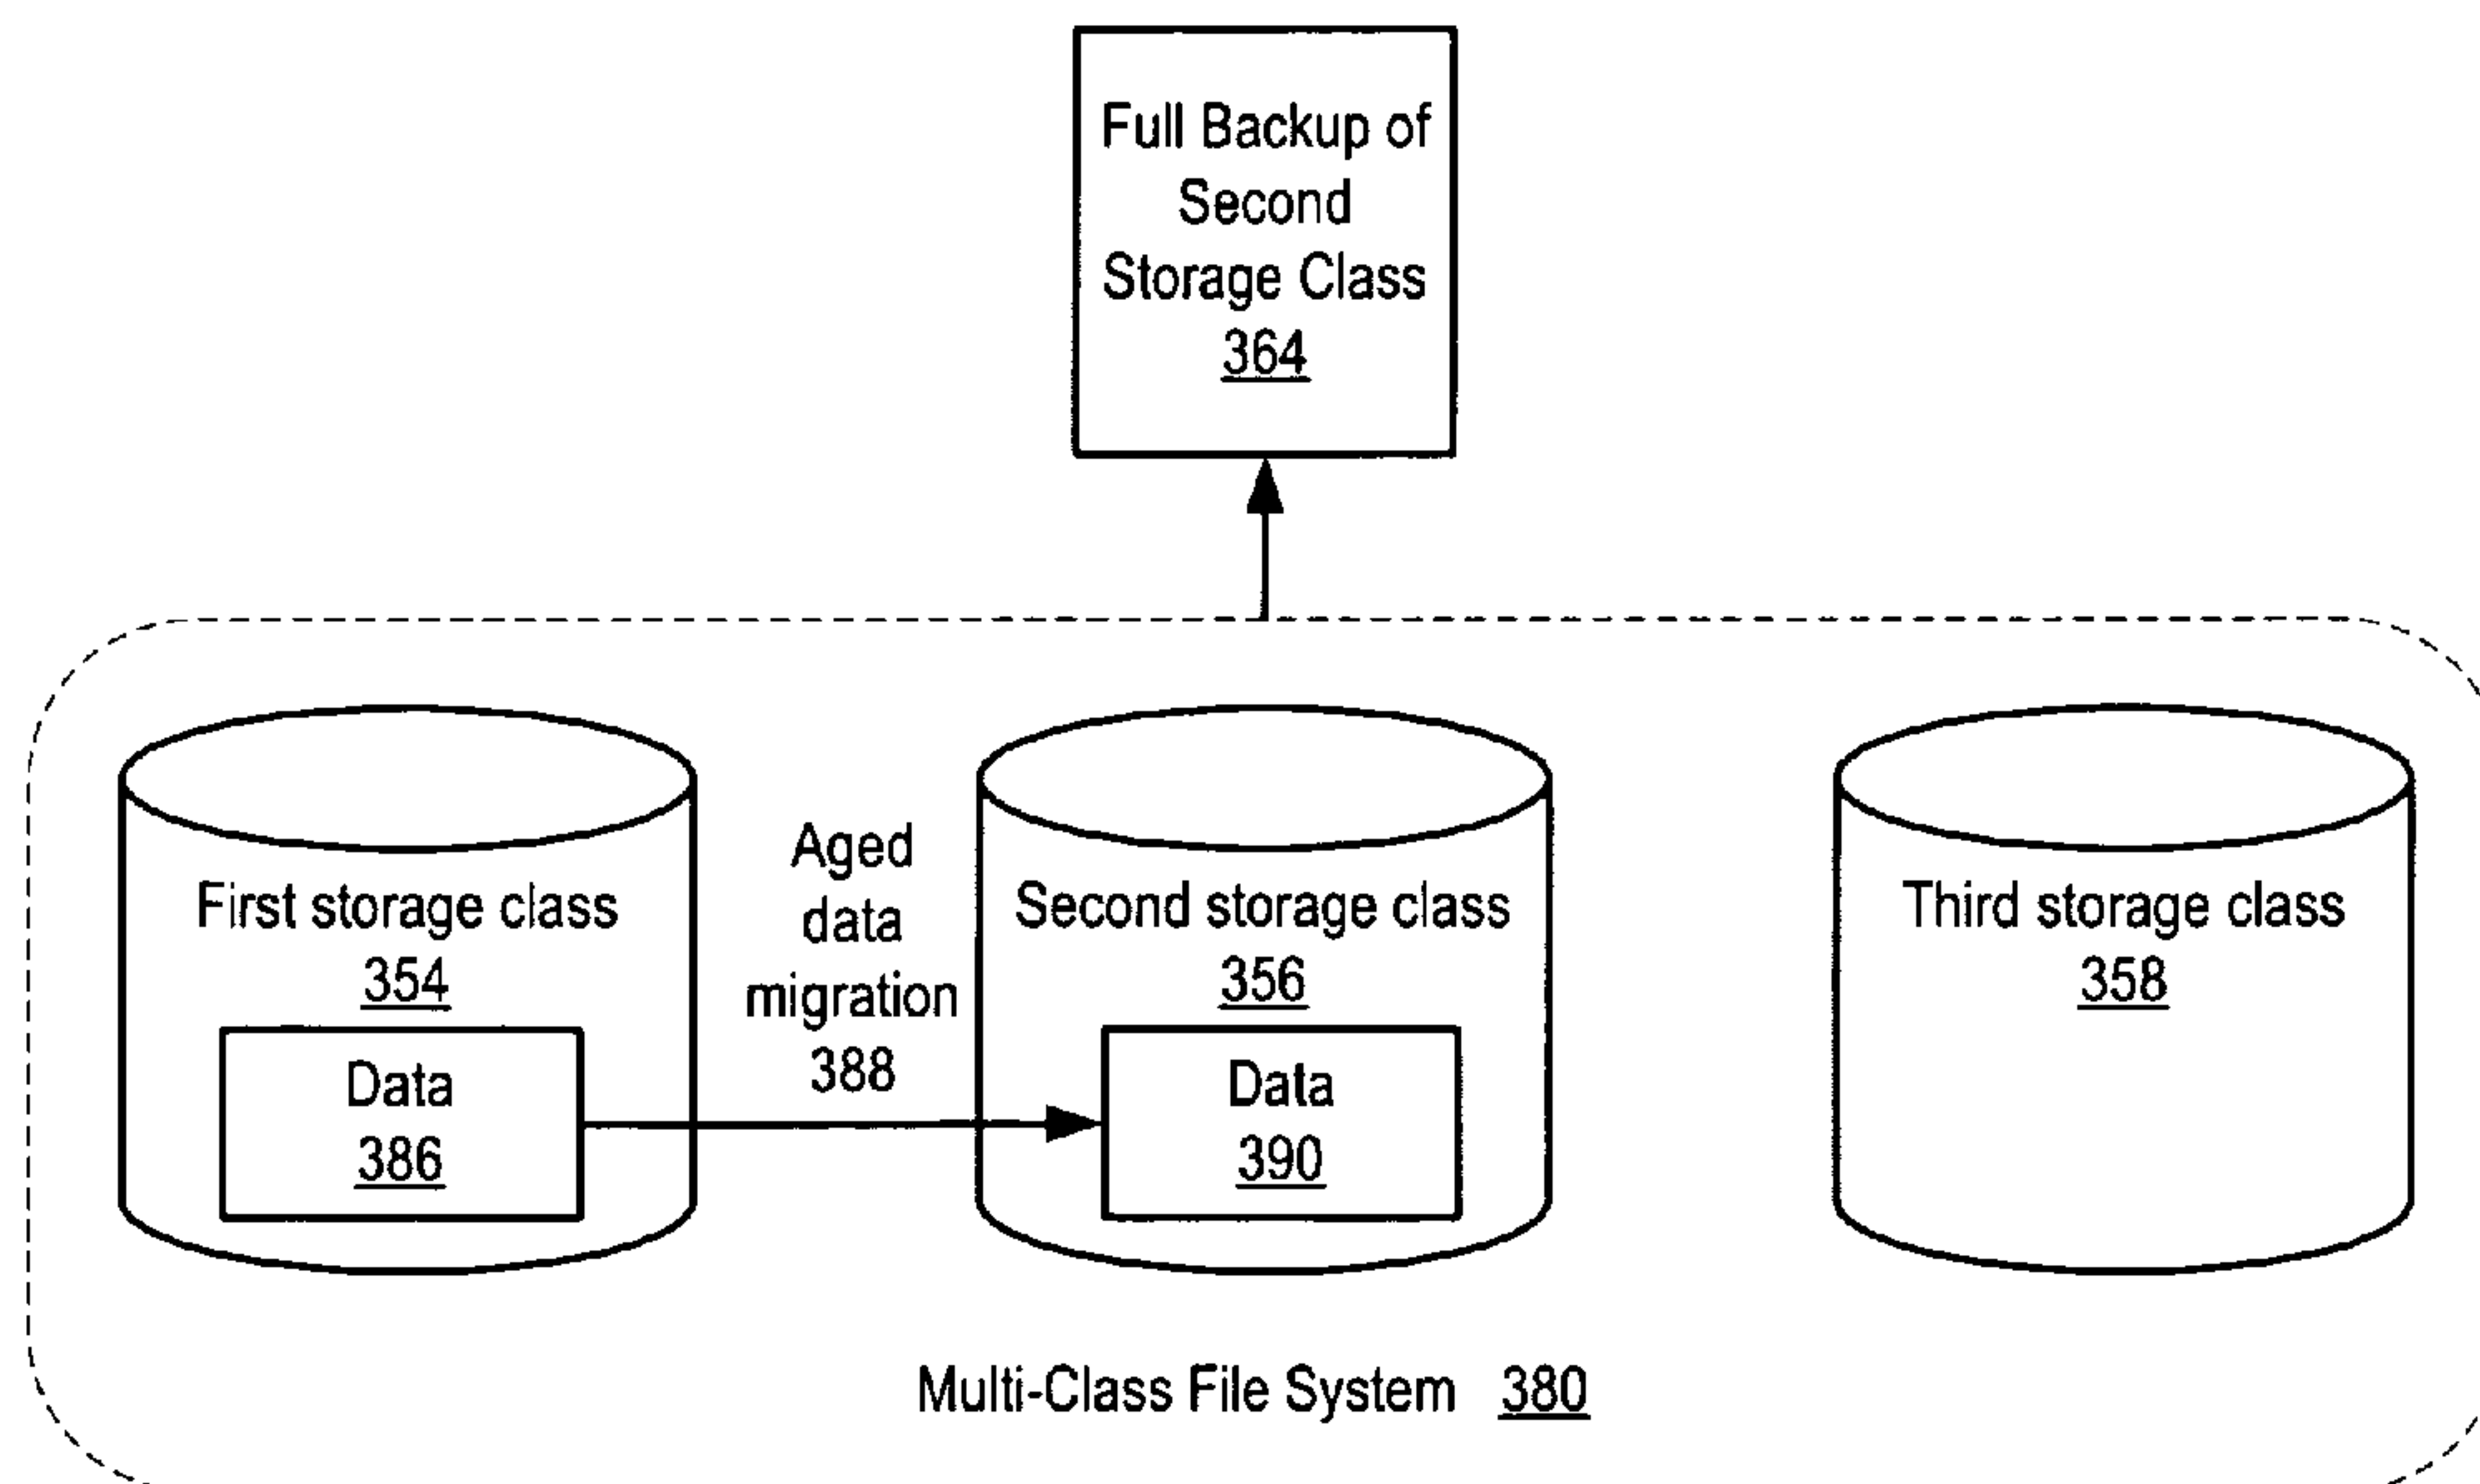 Full Backup of
Second
Storage Class
364
First storage class
354
Data
386
Aged
data
migration
388
Second storage class
356
Data
390
Third storage class
358
Multi-Class File System 380